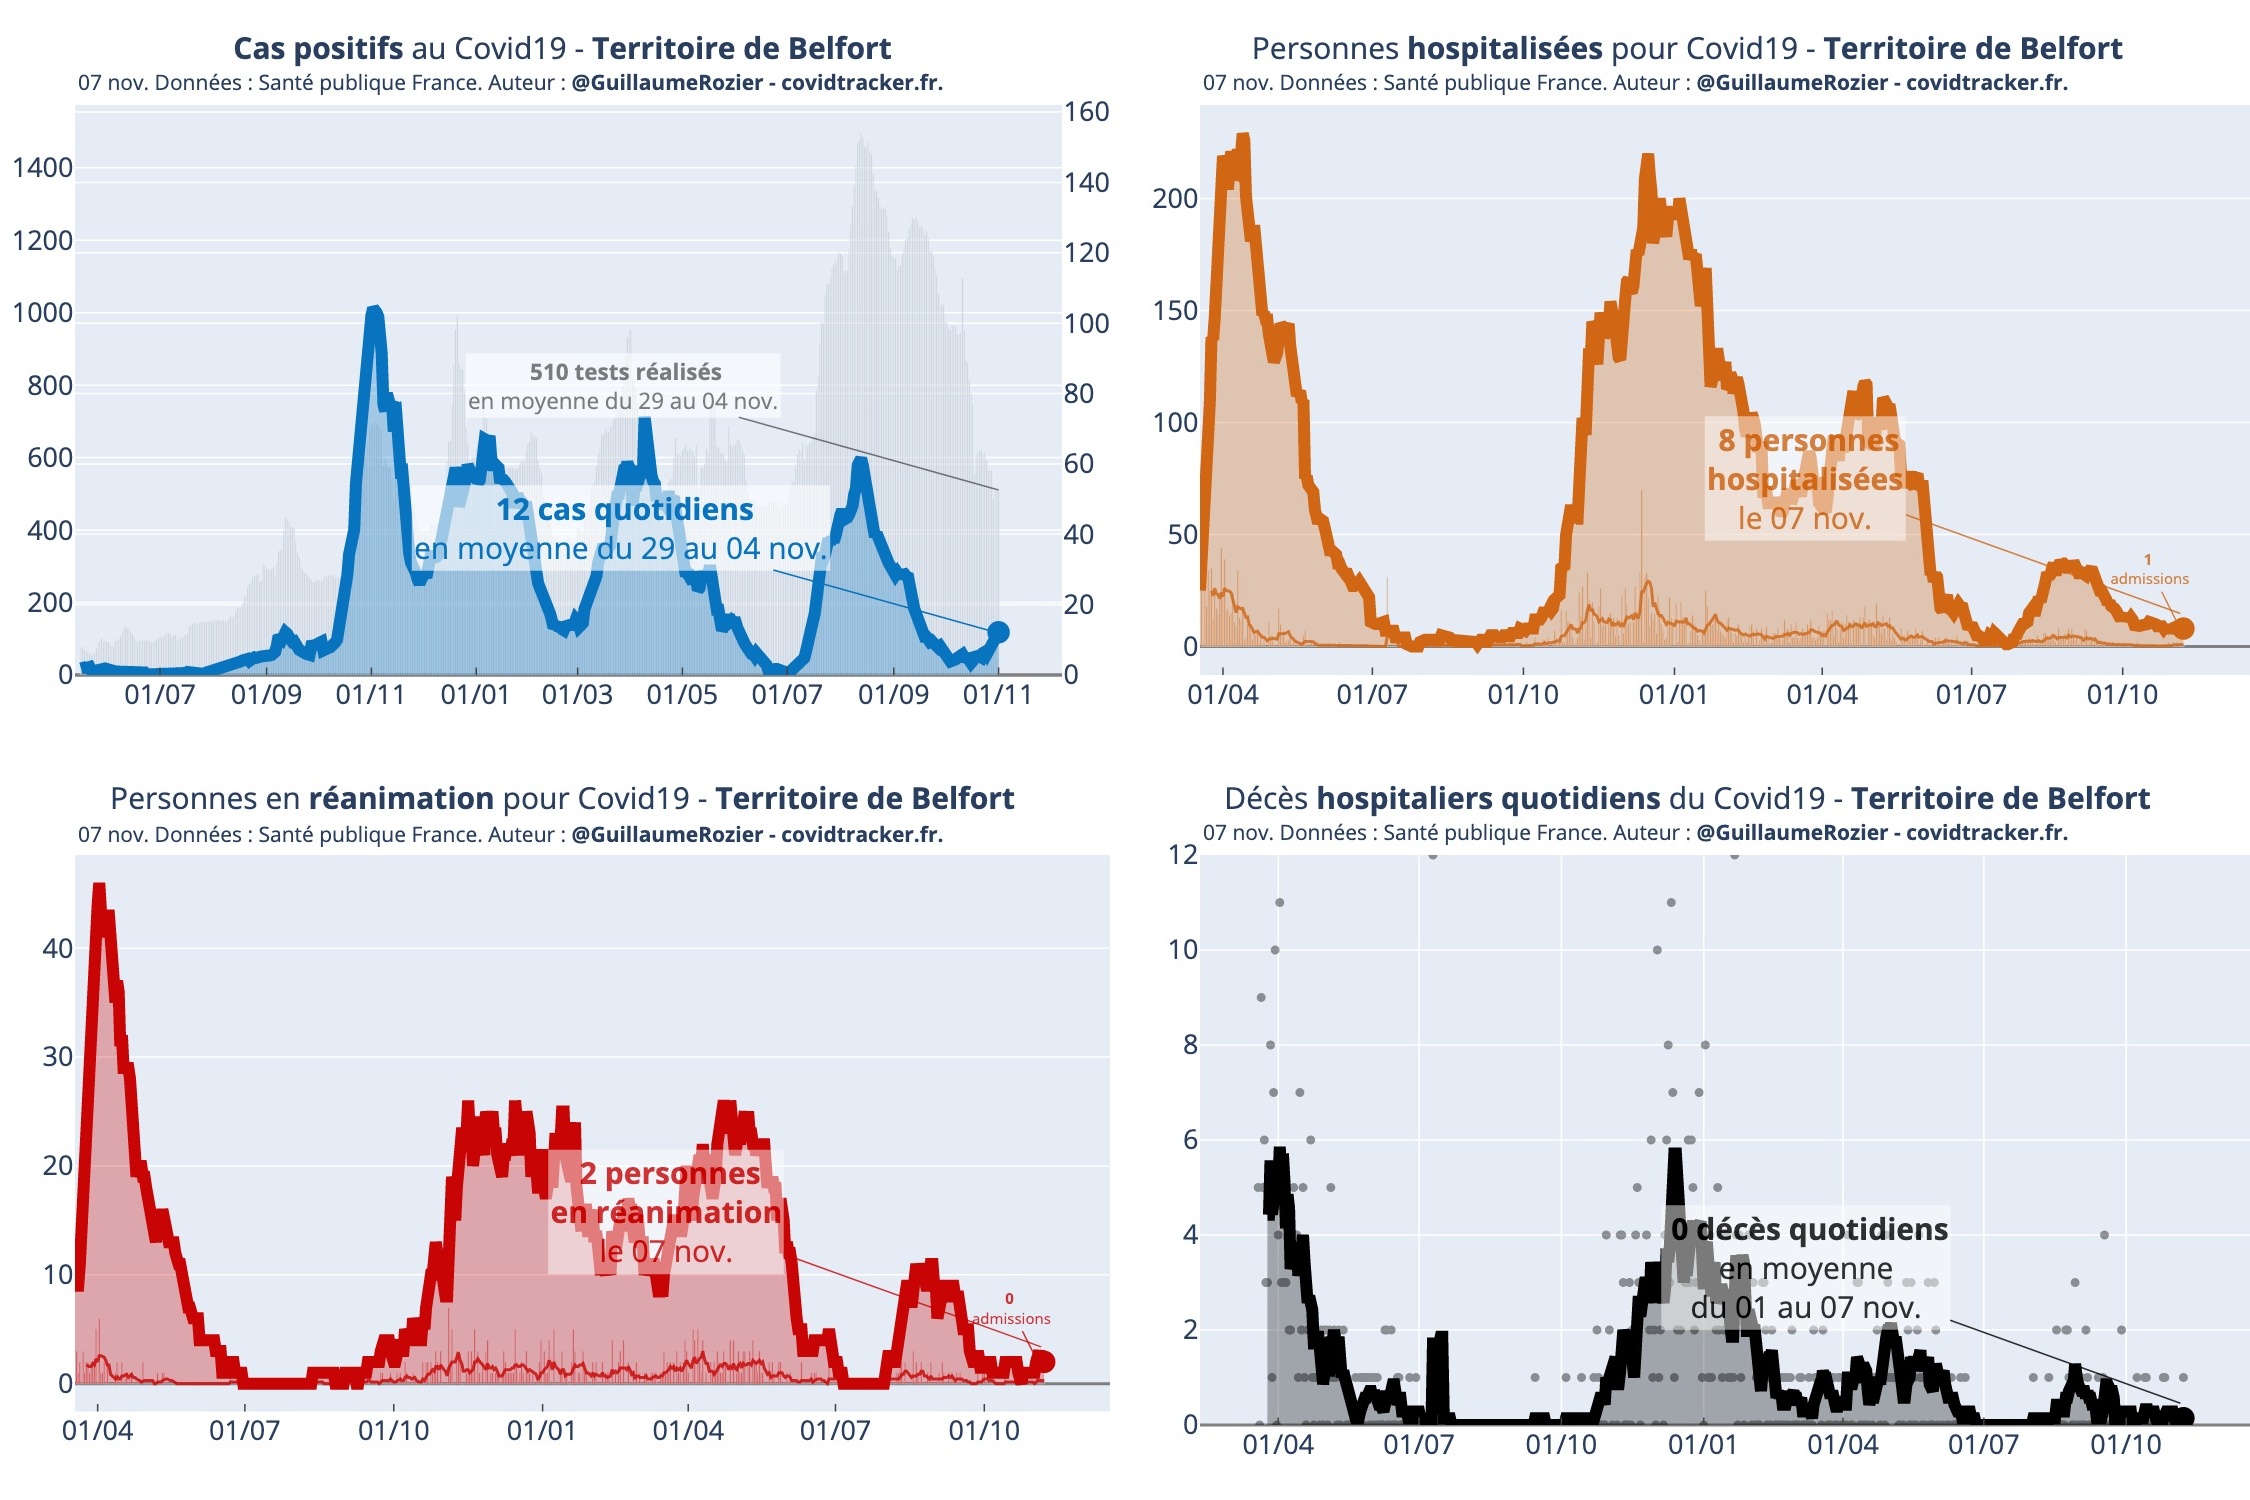 Cas positifs au Covid19 - Territoire de Belfort
07 nov. Données : Santé publique France. Auteur : @GuillaumeRozier - covidtracker.fr.
160
1400
140
1200
120
1000
100
800
80
600
60
400
40
200
20
0
0
510 tests réalisés
en moyenne du 29 au 04 nov.
12 cas quotidiens
en moyenne du 29 au 04 nov.
01/07 01/09 01/11 01/01 01/03 01/05 01/07 01/09 01/11
Personnes hospitalisées pour Covid19 - Territoire de Belfort
07 nov. Données : Santé publique France. Auteur : @GuillaumeRozier - covidtracker.fr.
200
150
100
50
0
8 personnes
hospitalisées
le 07 nov.
1
admissions
01/04 01/07 01/10 01/01 01/04 01/07 01/10
Personnes en réanimation pour Covid19 - Territoire de Belfort
07 nov. Données : Santé publique France. Auteur : @GuillaumeRozier - covidtracker.fr.
40
30
20
10
0
2 personnes
en réanimation
le 07 nov.
0
admissions
01/04 01/07 01/10 01/01 01/04 01/07 01/10
Décès hospitaliers quotidiens du Covid19 - Territoire de Belfort
07 nov. Données : Santé publique France. Auteur : @GuillaumeRozier - covidtracker.fr.
12
10
8
6
4
2
0
0 décès quotidiens
en moyenne
du 01 au 07 nov.
01/04 01/07 01/10 01/01 01/04 01/07 01/10